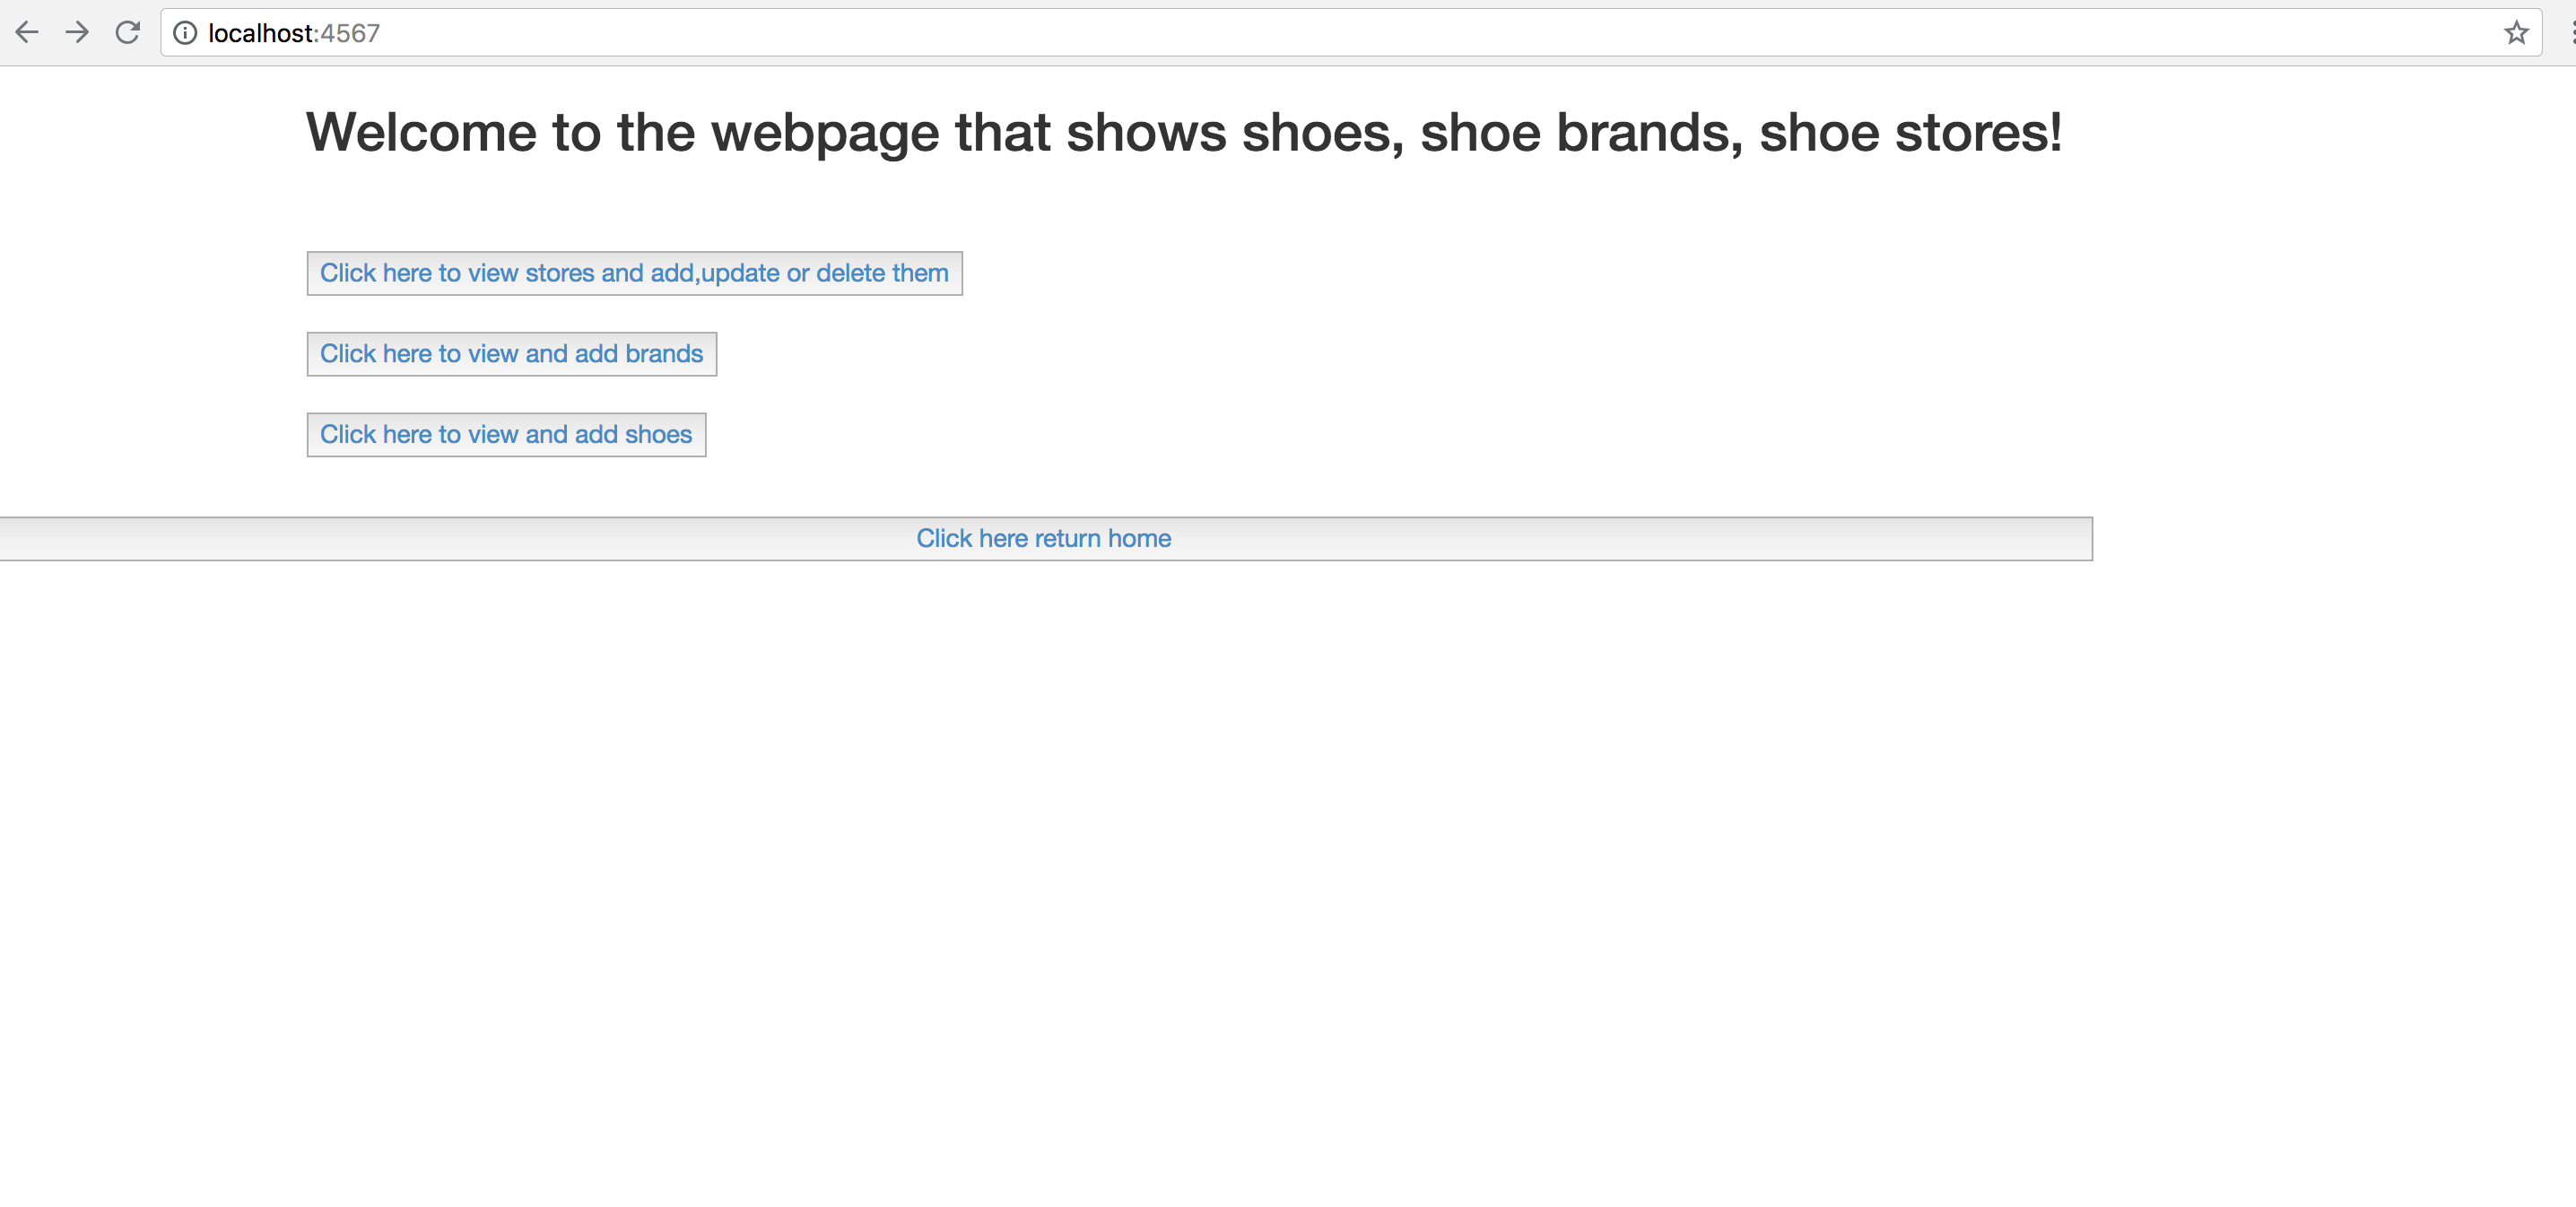 localhost:4567
Welcome to the webpage that shows shoes, shoe brands, shoe stores!
Click here to view stores and add,update or delete them
Click here to view and add brands
Click here to view and add shoes
Click here return home